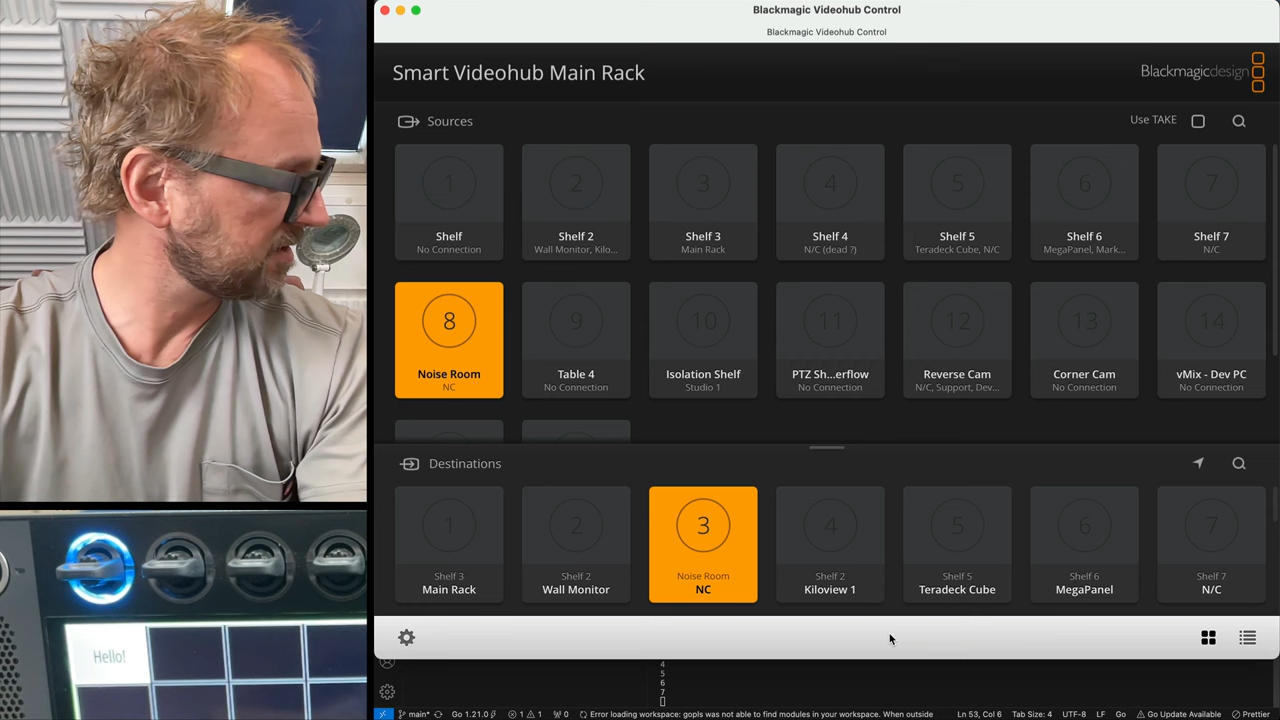 Blackmagic Videohub Control
Blackmagic Videohub Control
Smart Videohub Main Rack
Blackmagicdesign
Sources
Use TAKE
1 2 3 4 5 6 7
Shelf Shelf 2 Shelf 3 Shelf 4 Shelf 5 Shelf 6 Shelf 7
No Connection Wall Monitor, Kilo... Main Rack N/C (dead ?) Teradeck Cube, N/C MegaPanel, Mark... N/C
8 9 10 11 12 13 14
Noise Room Table 4 Isolation Shelf PTZ Sh...erflow Reverse Cam Corner Cam vMix - Dev PC
NC No Connection Studio 1 No Connection N/C, Support, Dev... No Connection No Connection
Destinations
1 2 3 4 5 6 7
Shelf 3 Shelf 2 Noise Room Shelf 2 Shelf 5 Shelf 6 Shelf 7
Main Rack Wall Monitor NC Kiloview 1 Teradeck Cube MegaPanel N/C
Hello!
4
5
6
7
main* Go 1.21.0 1 1 0 Error loading workspace: gopls was not able to find modules in your workspace. When outside Ln 53, Col 6 Tab Size: 4 UTF-8 LF Go Go Update Available Prettier